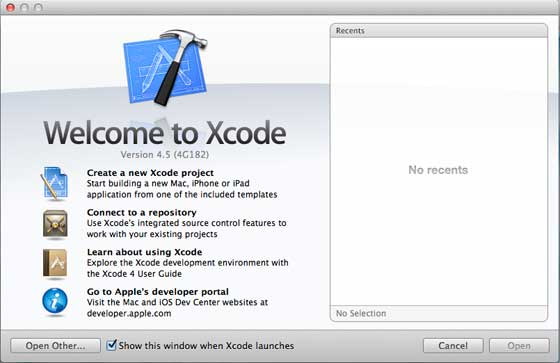 Recents
Welcome to Xcode
Version 4.5 (4G182)
Create a new Xcode project
Start building a new Mac, iPhone or iPad
application from one of the included templates
Connect to a repository
Use Xcode's integrated source control features to
work with your existing projects
Learn about using Xcode
Explore the Xcode development environment with
the Xcode 4 User Guide
Go to Apple's developer portal
Visit the Mac and iOS Dev Center websites at
developer.apple.com
No recents
No Selection
Open Other...
Show this window when Xcode launches
Cancel
Open